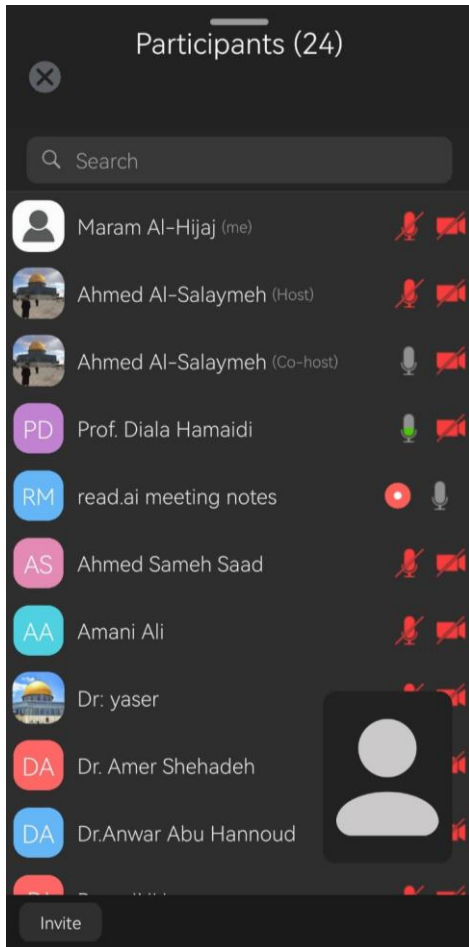 Participants (24)
Search
Maram Al-Hijaj (me)
Ahmed Al-Salaymeh (Host)
Ahmed Al-Salaymeh (Co-host)
PD Prof. Diala Hamaidi
RM read.ai meeting notes
AS Ahmed Sameh Saad
AA Amani Ali
Dr: yaser
DA Dr. Amer Shehadeh
DA Dr.Anwar Abu Hannoud
Invite